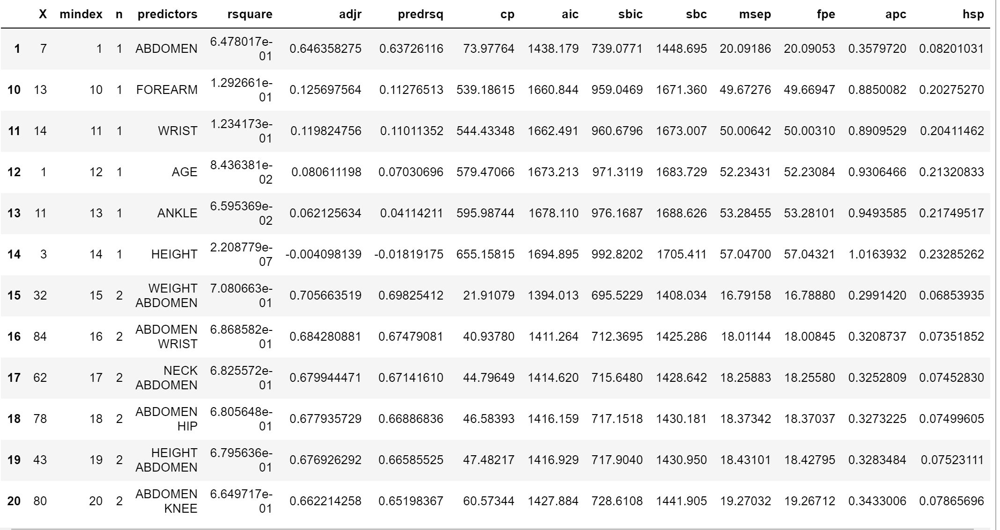 X mindex n predictors rsquare adjr predrsq cp aic sbic sbc msep fpe apc hsp
1 7 1 1 ABDOMEN 6.478017e-01 0.646358275 0.63726116 73.97764 1438.179 739.0771 1448.695 20.09186 20.09053 0.3579720 0.08201031
10 13 10 1 FOREARM 1.292661e-01 0.125697564 0.11276513 539.18615 1660.844 959.0469 1671.360 49.67276 49.66947 0.8850082 0.20275270
11 14 11 1 WRIST 1.234173e-01 0.119824756 0.11011352 544.43348 1662.491 960.6796 1673.007 50.00642 50.00310 0.8909529 0.20411462
12 1 12 1 AGE 8.436381e-02 0.080611198 0.07030696 579.47066 1673.213 971.3119 1683.729 52.23431 52.23084 0.9306466 0.21320833
13 11 13 1 ANKLE 6.595369e-02 0.062125634 0.04114211 595.98744 1678.110 976.1687 1688.626 53.28455 53.28101 0.9493585 0.21749517
14 3 14 1 HEIGHT 2.208779e-07 -0.004098139 -0.01819175 655.15815 1694.895 992.8202 1705.411 57.04700 57.04321 1.0163932 0.23285262
15 32 15 2 WEIGHT ABDOMEN 7.080663e-01 0.705663519 0.69825412 21.91079 1394.013 695.5229 1408.034 16.79158 16.78880 0.2991420 0.06853935
16 84 16 2 ABDOMEN WRIST 6.868582e-01 0.684280881 0.67479081 40.93780 1411.264 712.3695 1425.286 18.01144 18.00845 0.3208737 0.07351852
17 62 17 2 NECK ABDOMEN 6.825572e-01 0.679944471 0.67141610 44.79649 1414.620 715.6480 1428.642 18.25883 18.25580 0.3252809 0.07452830
18 78 18 2 ABDOMEN HIP 6.805648e-01 0.677935729 0.66886836 46.58393 1416.159 717.1518 1430.181 18.37342 18.37037 0.3273225 0.07499605
19 43 19 2 HEIGHT ABDOMEN 6.795636e-01 0.676926292 0.66585525 47.48217 1416.929 717.9040 1430.950 18.43101 18.42795 0.3283484 0.07523111
20 80 20 2 ABDOMEN KNEE 6.649717e-01 0.662214258 0.65198367 60.57344 1427.884 728.6108 1441.905 19.27032 19.26712 0.3433006 0.07865696